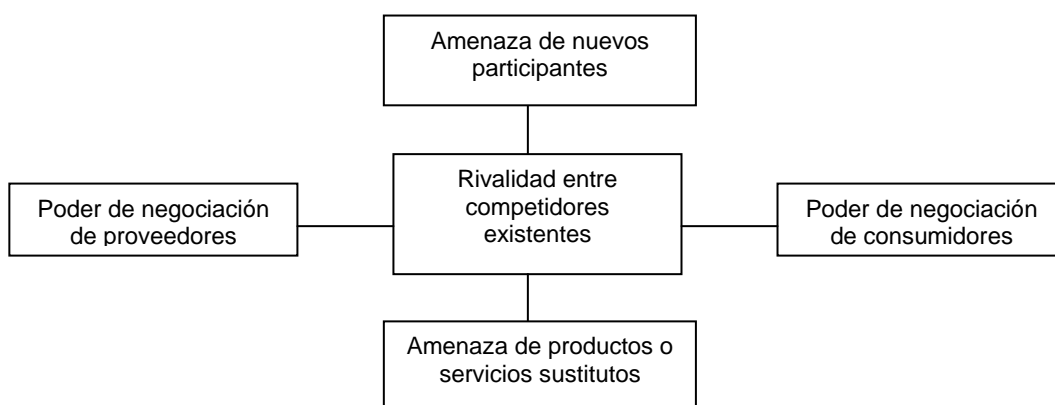 Amenaza de nuevos
participantes
Rivalidad entre
competidores
existentes
Poder de negociación
de proveedores
Poder de negociación
de consumidores
Amenaza de productos o
servicios sustitutos